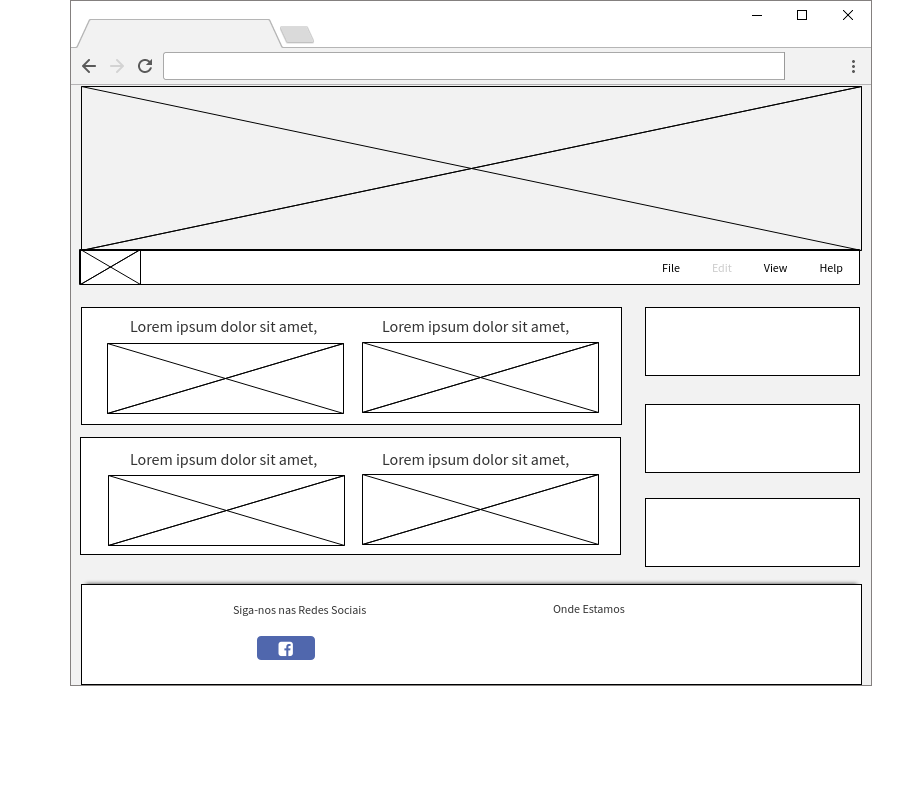 File Edit View Help
Lorem ipsum dolor sit amet, Lorem ipsum dolor sit amet,
Lorem ipsum dolor sit amet, Lorem ipsum dolor sit amet,
Siga-nos nas Redes Sociais Onde Estamos